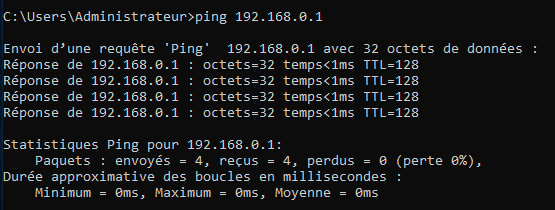 C:\Users\Administrateur>ping 192.168.0.1
Envoi d’une requête 'Ping'  192.168.0.1 avec 32 octets de données :
Réponse de 192.168.0.1 : octets=32 temps<1ms TTL=128
Réponse de 192.168.0.1 : octets=32 temps<1ms TTL=128
Réponse de 192.168.0.1 : octets=32 temps<1ms TTL=128
Réponse de 192.168.0.1 : octets=32 temps<1ms TTL=128
Statistiques Ping pour 192.168.0.1:
    Paquets : envoyés = 4, reçus = 4, perdus = 0 (perte 0%),
Durée approximative des boucles en millisecondes :
    Minimum = 0ms, Maximum = 0ms, Moyenne = 0ms